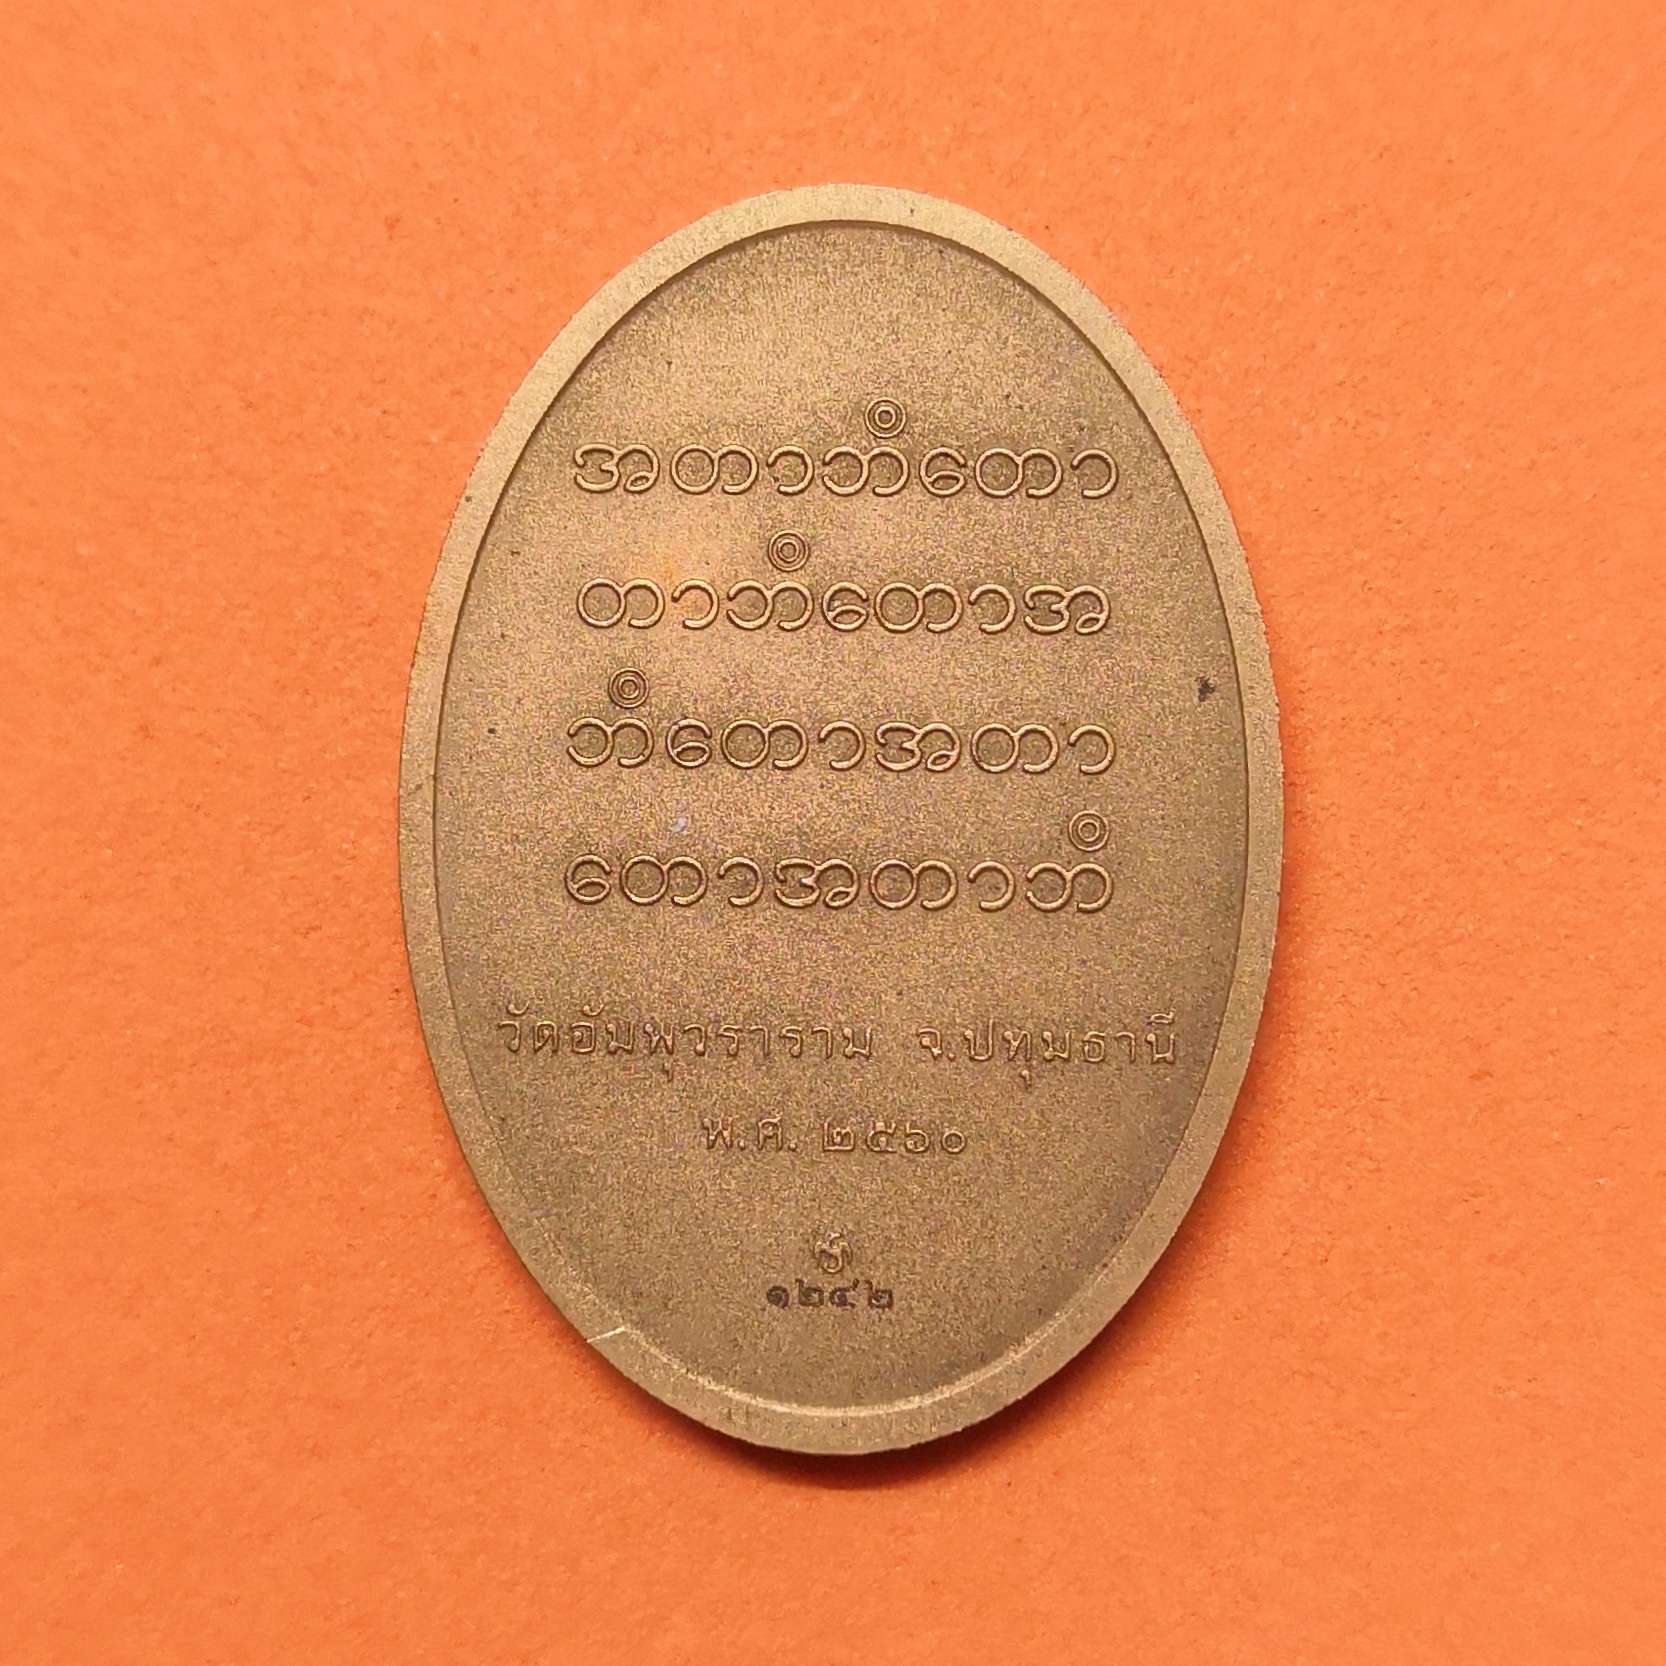 အတာဘံတော
တာဘံတောအ
ဘံတောအတာ
တောအတာဘံ
วัดอัมพุวราราม จ.ปทุมธานี
พ.ศ. ๒๕๖๐
๑๒๔๒